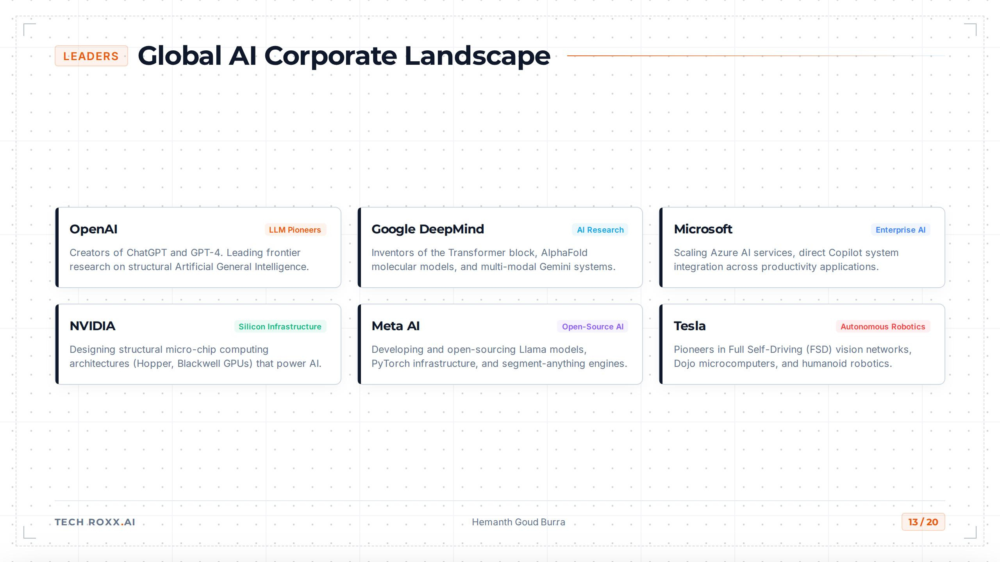 LEADERS
Global AI Corporate Landscape
OpenAI
LLM Pioneers
Creators of ChatGPT and GPT-4. Leading frontier
research on structural Artificial General Intelligence.
Google DeepMind
AI Research
Inventors of the Transformer block, AlphaFold
molecular models, and multi-modal Gemini systems.
Microsoft
Enterprise AI
Scaling Azure AI services, direct Copilot system
integration across productivity applications.
NVIDIA
Silicon Infrastructure
Designing structural micro-chip computing
architectures (Hopper, Blackwell GPUs) that power AI.
Meta AI
Open-Source AI
Developing and open-sourcing Llama models,
PyTorch infrastructure, and segment-anything engines.
Tesla
Autonomous Robotics
Pioneers in Full Self-Driving (FSD) vision networks,
Dojo microcomputers, and humanoid robotics.
TECH ROXX.AI
Hemanth Goud Burra
13 / 20